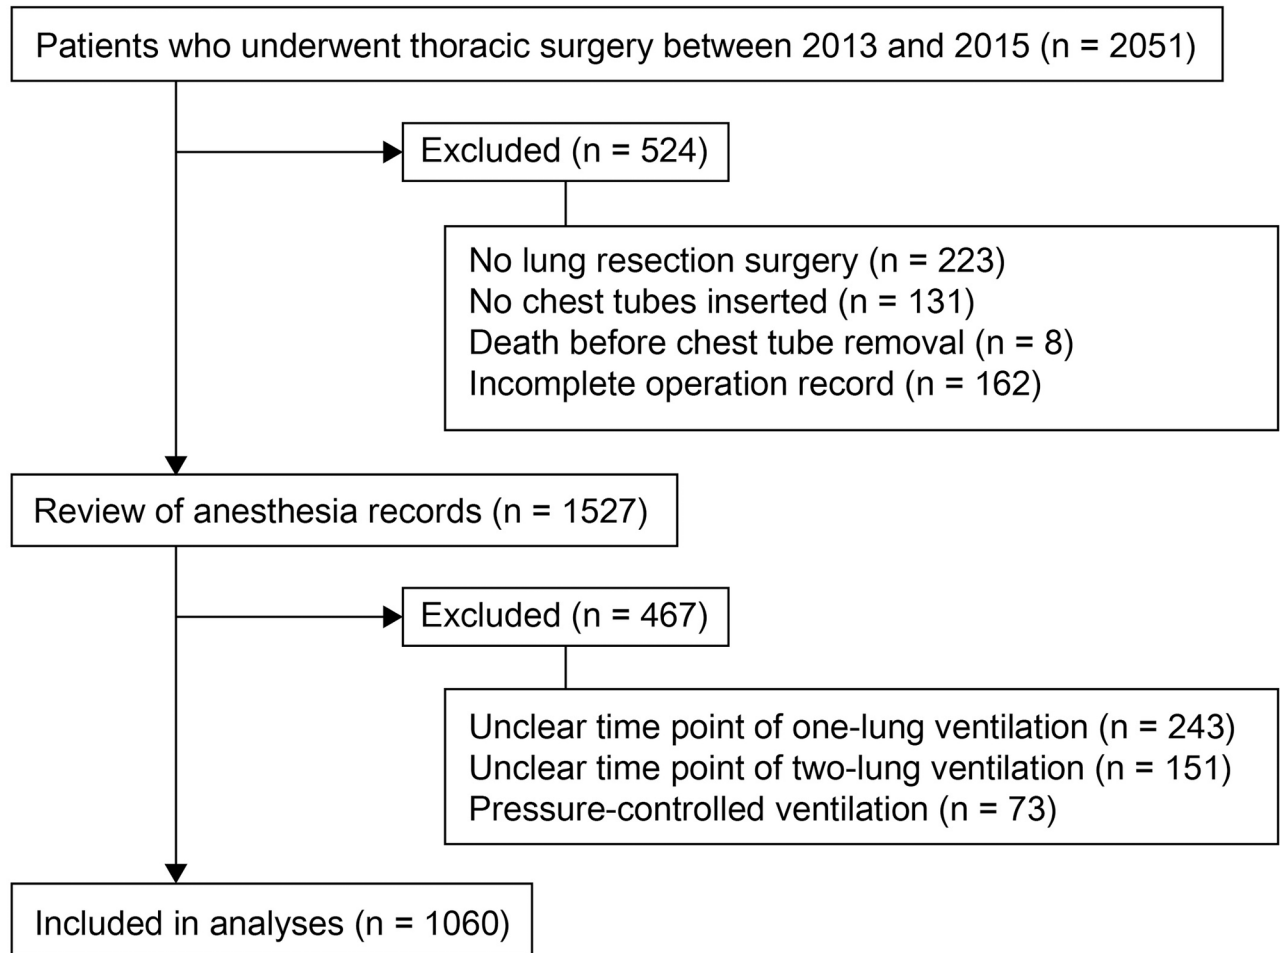 Patients who underwent thoracic surgery between 2013 and 2015 (n = 2051)
Excluded (n = 524)
No lung resection surgery (n = 223)
No chest tubes inserted (n = 131)
Death before chest tube removal (n = 8)
Incomplete operation record (n = 162)
Review of anesthesia records (n = 1527)
Excluded (n = 467)
Unclear time point of one-lung ventilation (n = 243)
Unclear time point of two-lung ventilation (n = 151)
Pressure-controlled ventilation (n = 73)
Included in analyses (n = 1060)